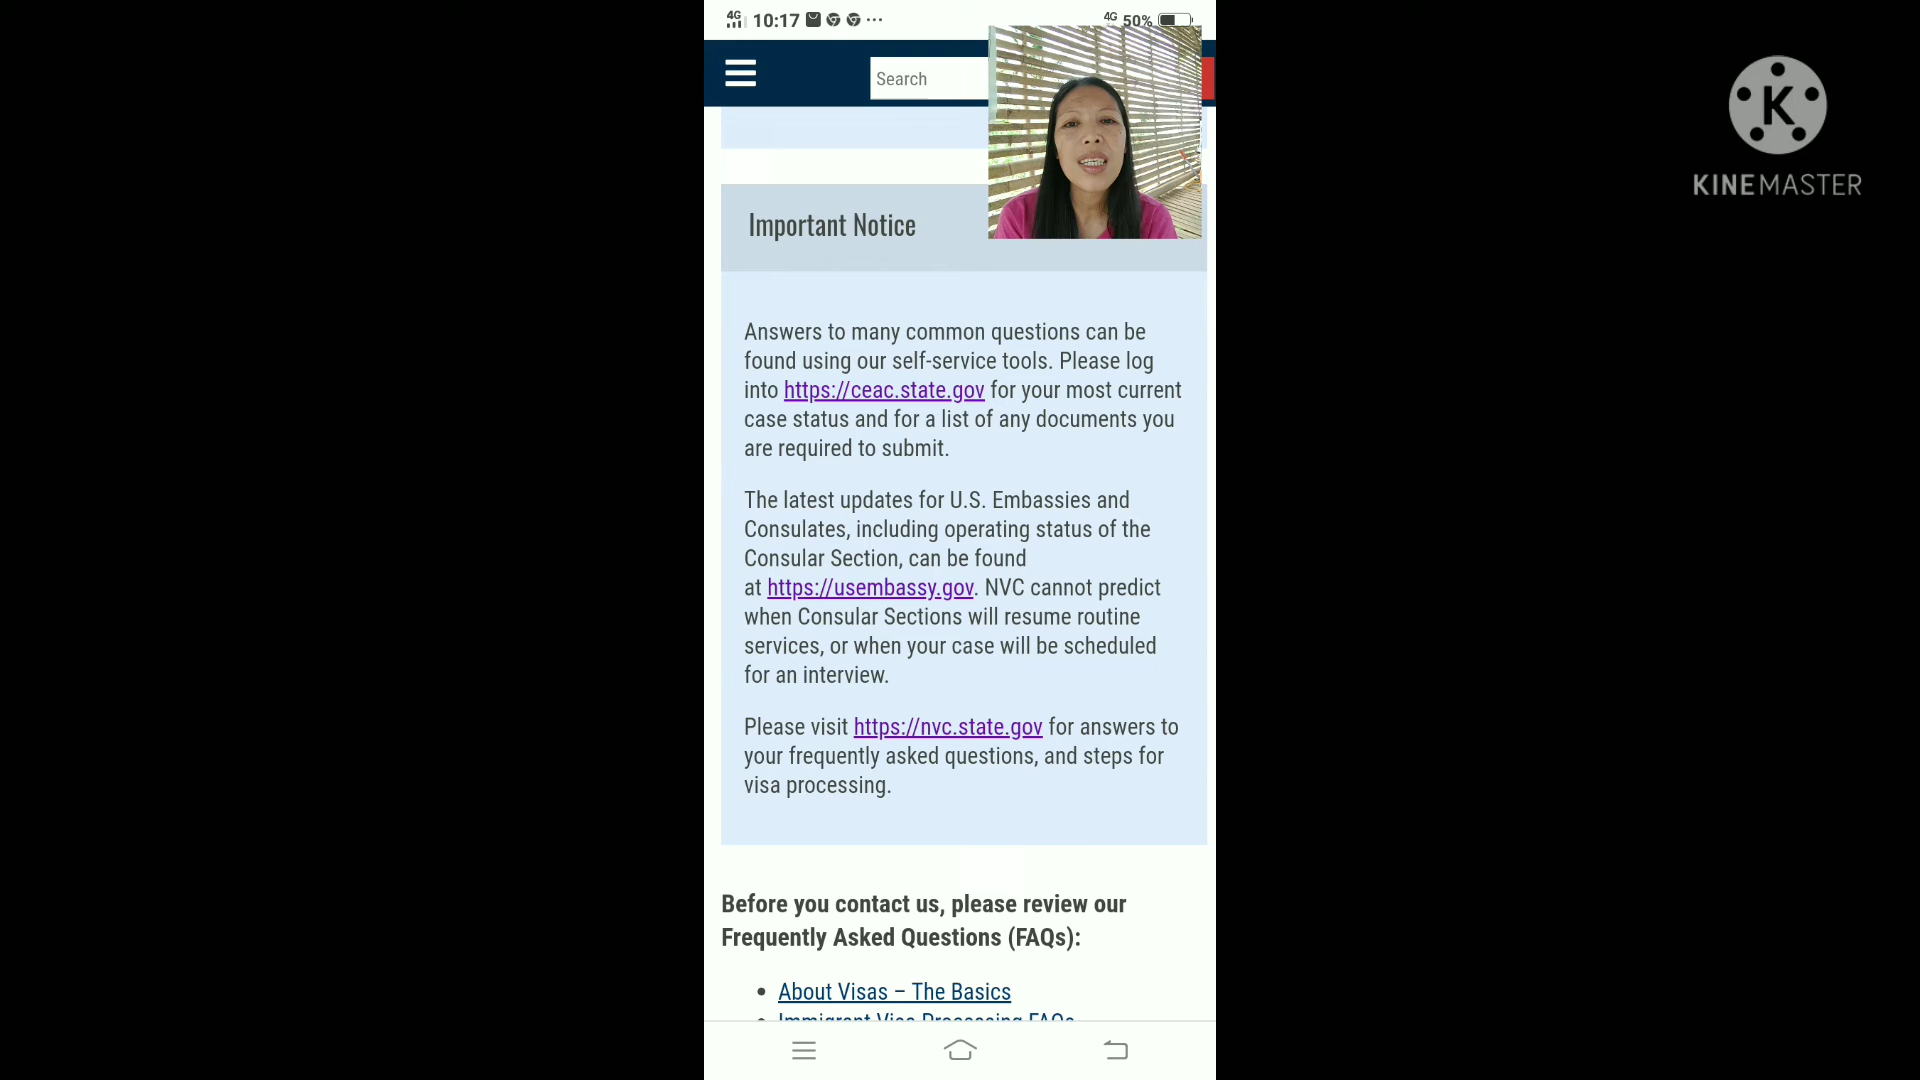 4G 10:17 ... 4G 50%
K
KINEMASTER
Search
Important Notice
Answers to many common questions can be
found using our self-service tools. Please log
into https://ceac.state.gov for your most current
case status and for a list of any documents you
are required to submit.
The latest updates for U.S. Embassies and
Consulates, including operating status of the
Consular Section, can be found
at https://usembassy.gov. NVC cannot predict
when Consular Sections will resume routine
services, or when your case will be scheduled
for an interview.
Please visit https://nvc.state.gov for answers to
your frequently asked questions, and steps for
visa processing.
Before you contact us, please review our
Frequently Asked Questions (FAQs):
• About Visas – The Basics
• Immigrant Visa Processing FAQs